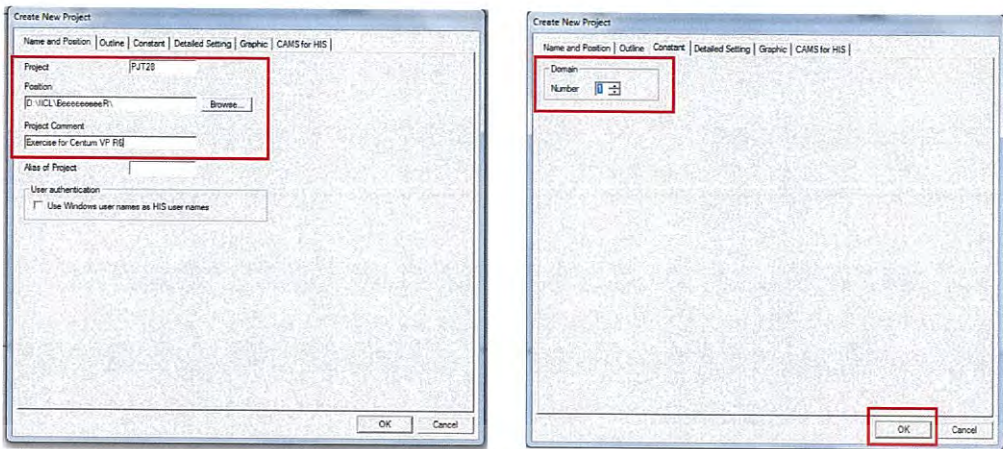 Create New Project
Name and Position Outline Constant Detailed Setting Graphic CAMS for HIS
Project PJT28
Position
Browse...
Project Comment
Exercise for Centum VP R6
Alias of Project
User authentication
Use Windows user names as HIS user names
OK Cancel
Create New Project
Name and Position Outline Constant Detailed Setting Graphic CAMS for HIS
Domain
Number 1
OK Cancel